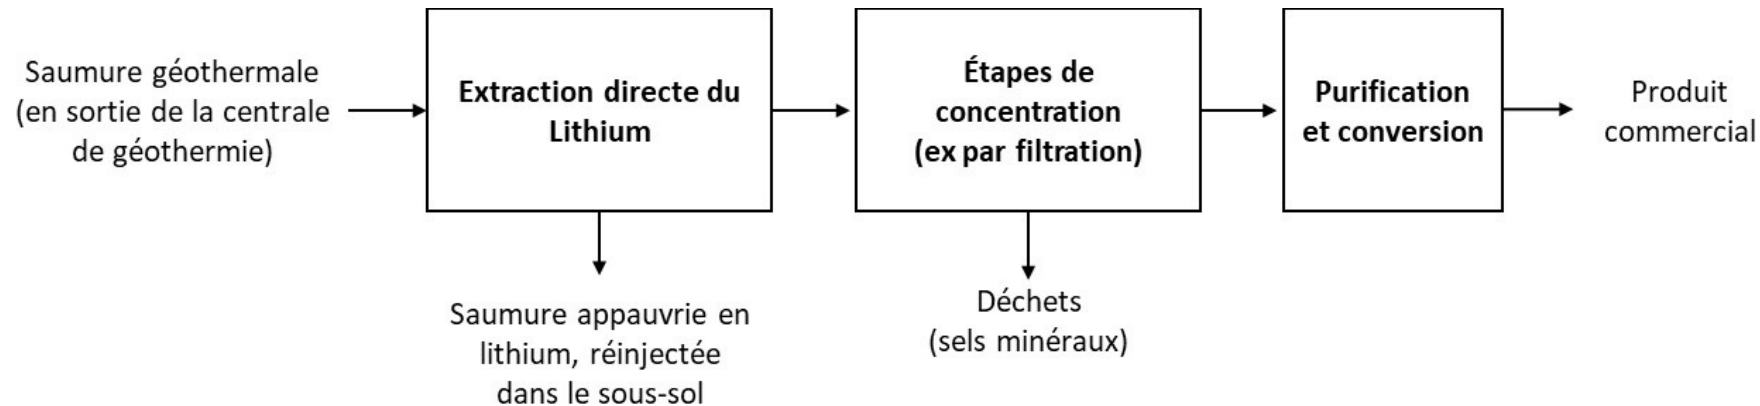 Saumure géothermale
(en sortie de la centrale
de géothermie)
Extraction directe du
Lithium
Étapes de
concentration
(ex par filtration)
Purification
et conversion
Produit
commercial
Saumure appauvrie en
lithium, réinjectée
dans le sous-sol
Déchets
(sels minéraux)